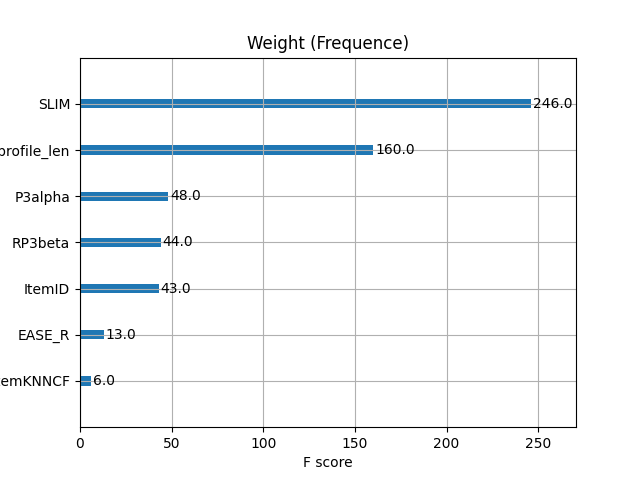 Weight (Frequence)
SLIM
246.0
profile_len
160.0
P3alpha
48.0
RP3beta
44.0
ItemID
43.0
EASE_R
13.0
emKNNCF
6.0
0 50 100 150 200 250
F score